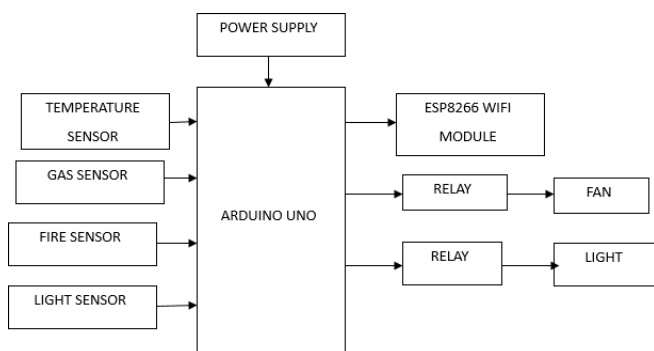 POWER SUPPLY
TEMPERATURE
SENSOR
GAS SENSOR
FIRE SENSOR
LIGHT SENSOR
ARDUINO UNO
ESP8266 WIFI
MODULE
RELAY
FAN
RELAY
LIGHT